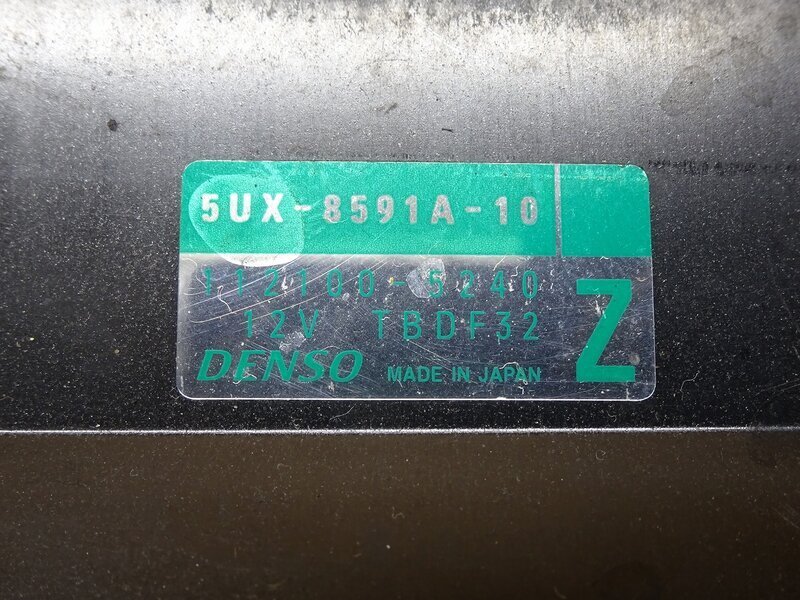 5UX-8591A-10
112100-5240
12V TBDF32
DENSO MADE IN JAPAN
Z